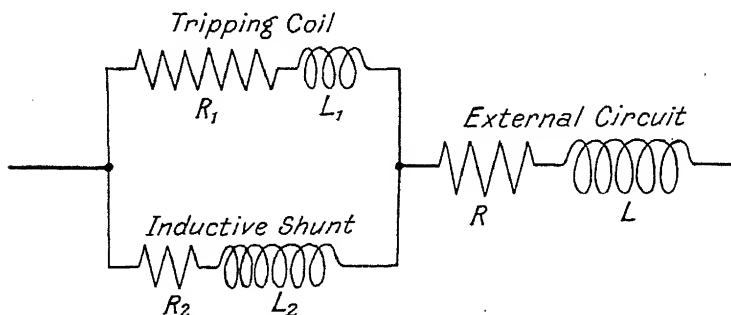 Tripping Coil
R1
L1
External Circuit
R
L
Inductive Shunt
R2
L2